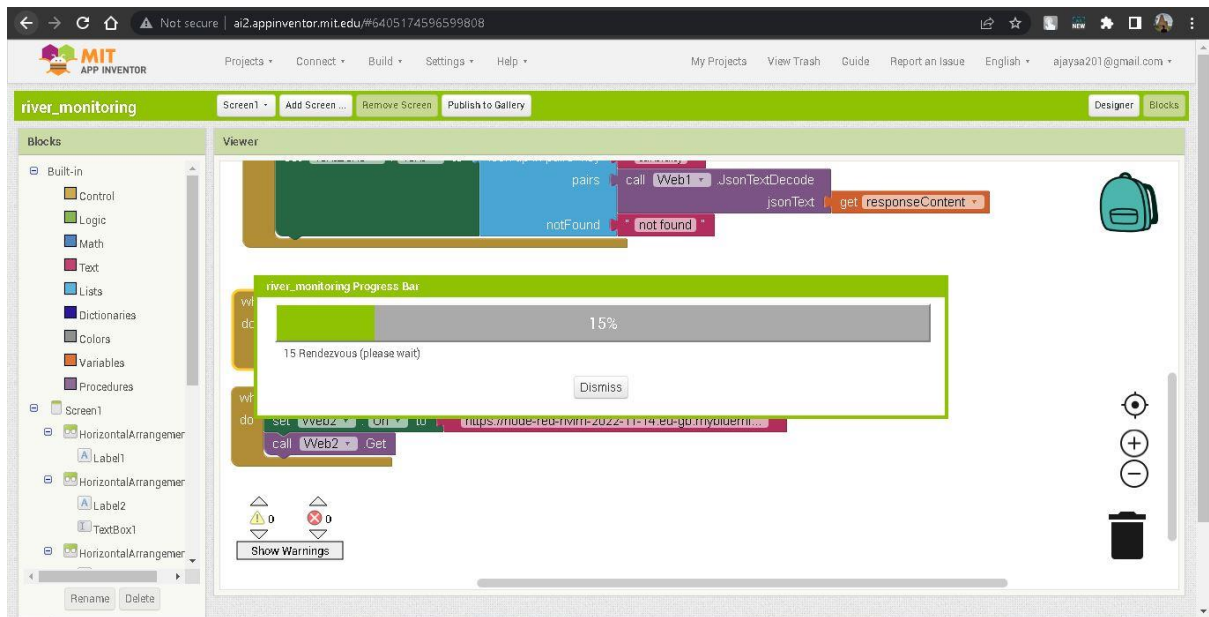 Not secure | ai2.appinventor.mit.edu/#6405174596599808
NEW
MIT
APP INVENTOR
Projects Connect Build Settings Help My Projects View Trash Guide Report an Issue English ajaysa201@gmail.com
river_monitoring Screen1 Add Screen ... Remove Screen Publish to Gallery Designer Blocks
Blocks
Viewer
Built-in
Control
Logic
Math
Text
Lists
Dictionaries
Colors
Variables
Procedures
Screen1
HorizontalArrangemer
Label1
HorizontalArrangemer
Label2
TextBox1
HorizontalArrangemer
Rename Delete
pairs call Web1 .JsonTextDecode
jsonText get responseContent
notFound " not found "
river_monitoring Progress Bar
15%
15 Rendezvous (please wait)
Dismiss
do
do set Web2 . Url to
call Web2 .Get
0 0
Show Warnings